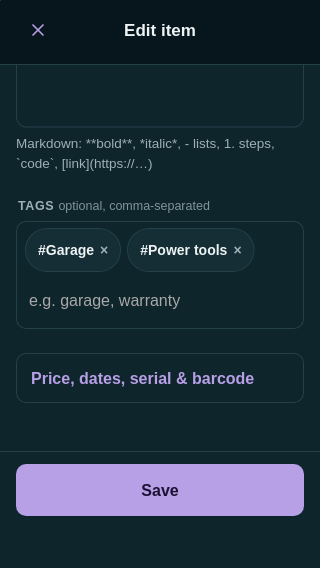 Edit item
Markdown: **bold**, *italic*, - lists, 1. steps,
`code`, [link](https://…)
TAGS optional, comma-separated
#Garage × #Power tools ×
e.g. garage, warranty
Price, dates, serial & barcode
Save